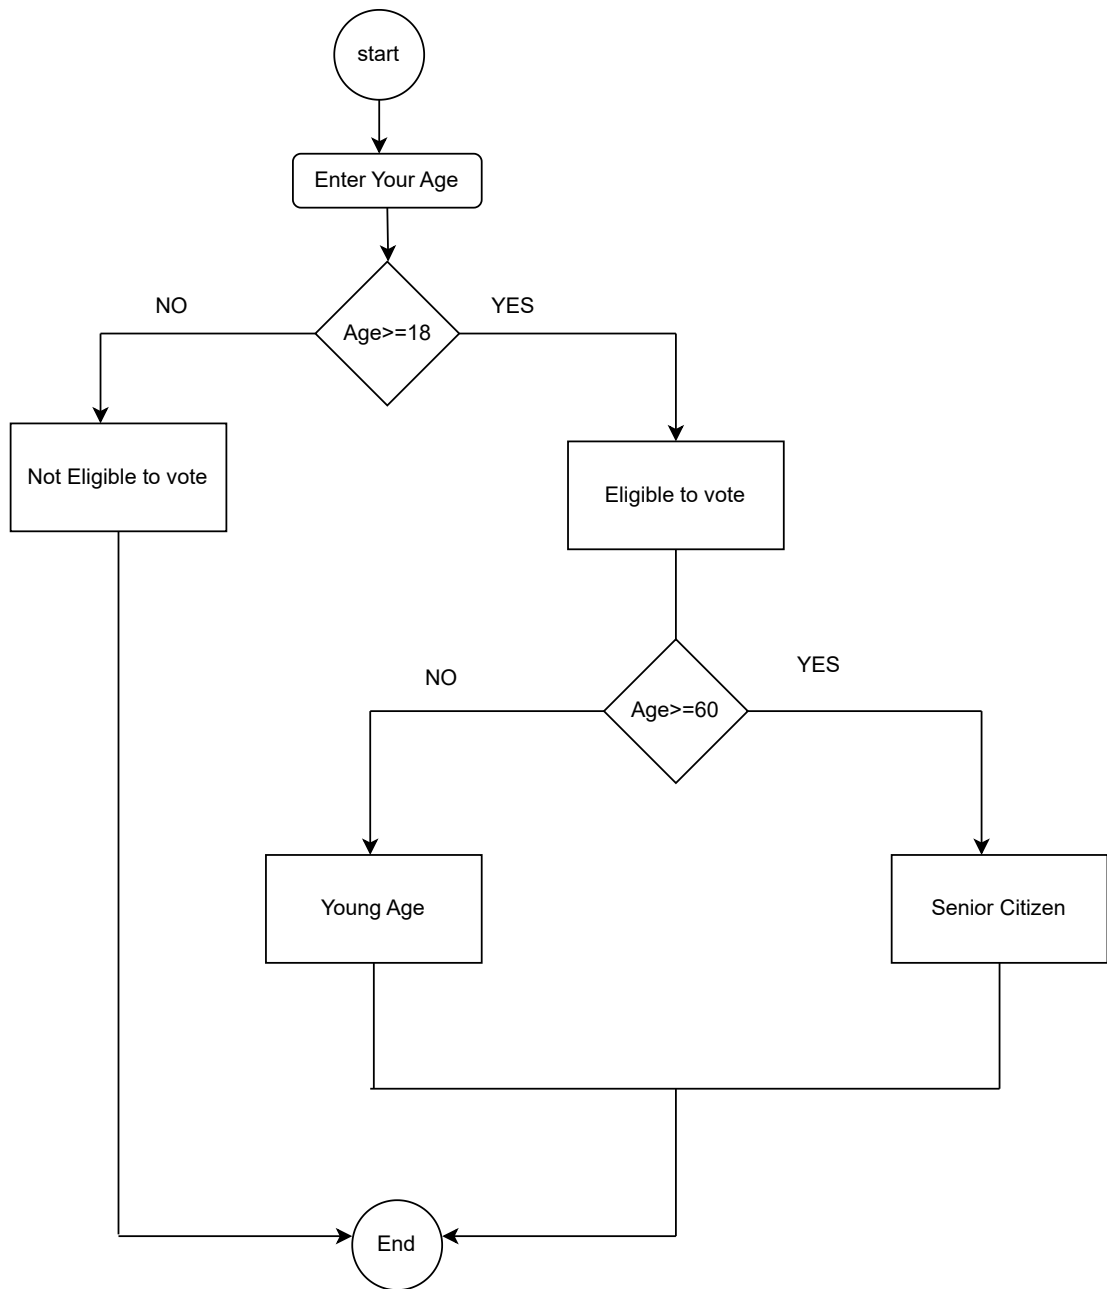 start
Enter Your Age
NO
YES
Age>=18
Not Eligible to vote
Eligible to vote
NO
YES
Age>=60
Young Age
Senior Citizen
End